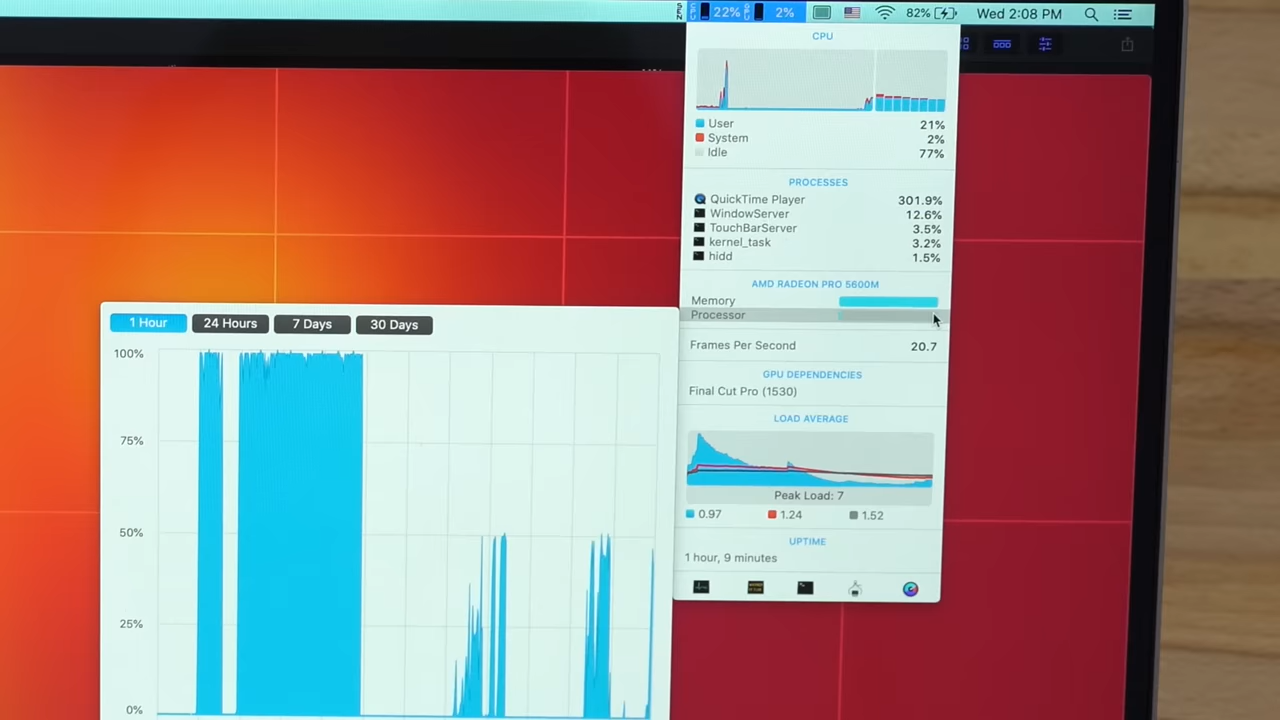 CPU 22% GPU 2% 82% Wed 2:08 PM
CPU
User 21%
System 2%
Idle 77%
PROCESSES
QuickTime Player 301.9%
WindowServer 12.6%
TouchBarServer 3.5%
kernel_task 3.2%
hidd 1.5%
AMD RADEON PRO 5600M
Memory
Processor
Frames Per Second 20.7
GPU DEPENDENCIES
Final Cut Pro (1530)
LOAD AVERAGE
Peak Load: 7
0.97 1.24 1.52
UPTIME
1 hour, 9 minutes
1 Hour 24 Hours 7 Days 30 Days
100%
75%
50%
25%
0%